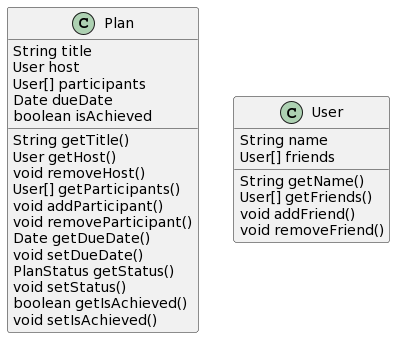 C Plan
String title
User host
User[] participants
Date dueDate
boolean isAchieved
String getTitle()
User getHost()
void removeHost()
User[] getParticipants()
void addParticipant()
void removeParticipant()
Date getDueDate()
void setDueDate()
PlanStatus getStatus()
void setStatus()
boolean getIsAchieved()
void setIsAchieved()
C User
String name
User[] friends
String getName()
User[] getFriends()
void addFriend()
void removeFriend()